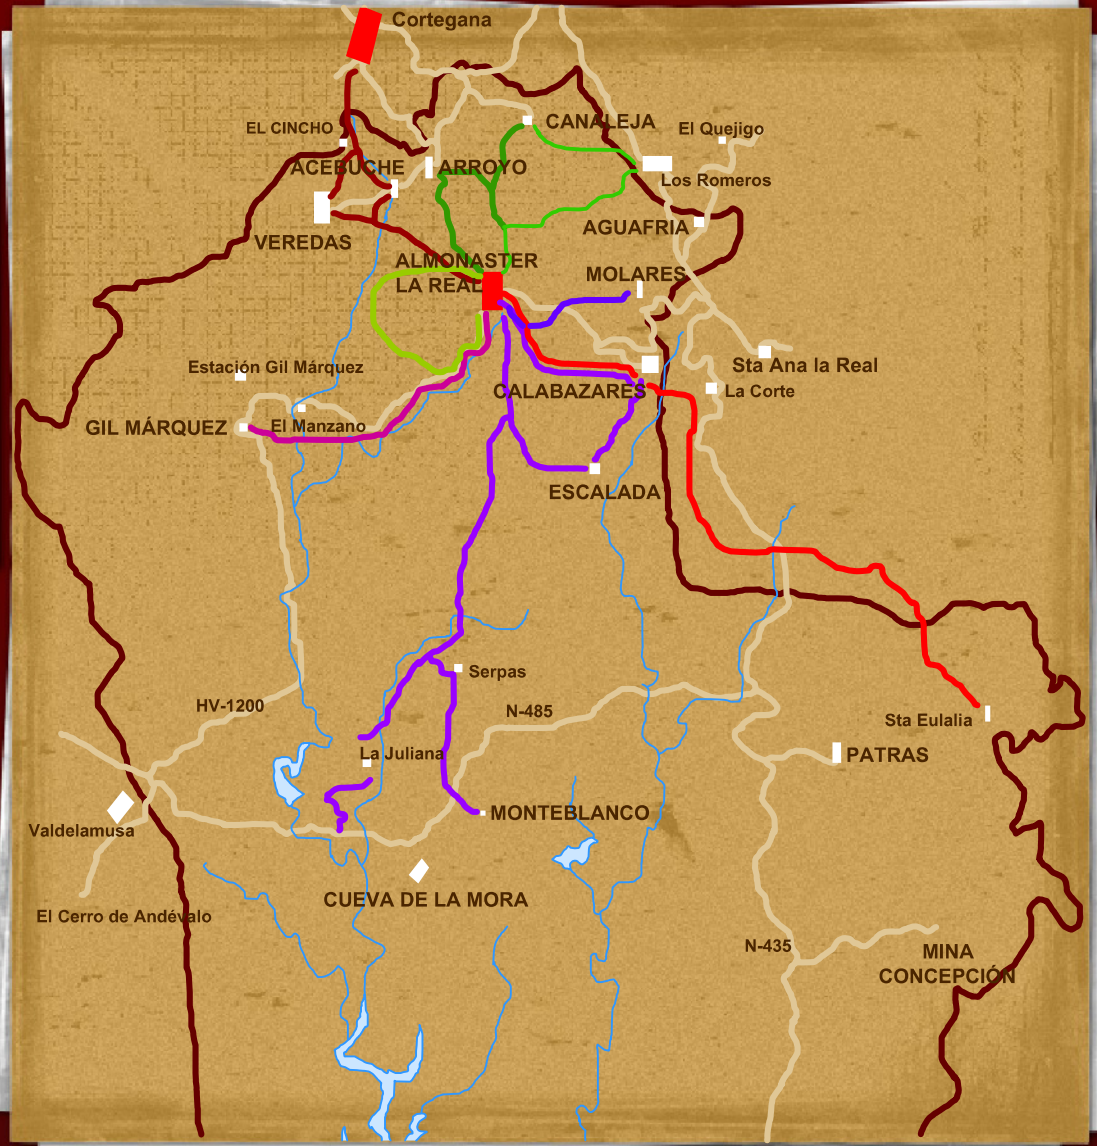 Cortegana
CANALEJA
EL CINCHO
El Quejigo
ACEBUCHE
ARROYO
Los Romeros
VEREDAS
AGUAFRIA
ALMONASTER
LA REAL
MOLARES
Estación Gil Márquez
Sta Ana la Real
CALABAZARES
La Corte
GIL MÁRQUEZ
El Manzano
ESCALADA
Serpas
HV-1200
N-485
Sta Eulalia
La Juliana
PATRAS
MONTEBLANCO
Valdelamusa
CUEVA DE LA MORA
El Cerro de Andévalo
N-435
MINA
CONCEPCIÓN